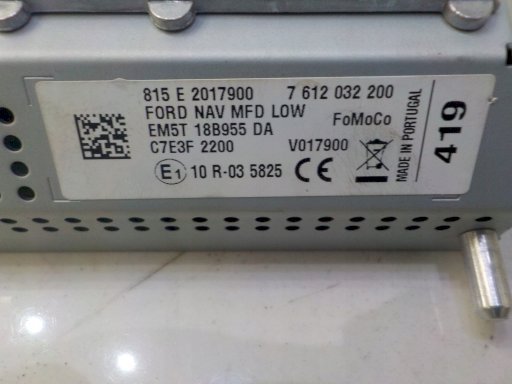 815 E 2017900 7 612 032 200
FORD NAV MFD LOW
FoMoCo
EM5T 18B955 DA
C7E3F 2200 V017900
E1 10 R-03 5825 CE
MADE IN PORTUGAL
419